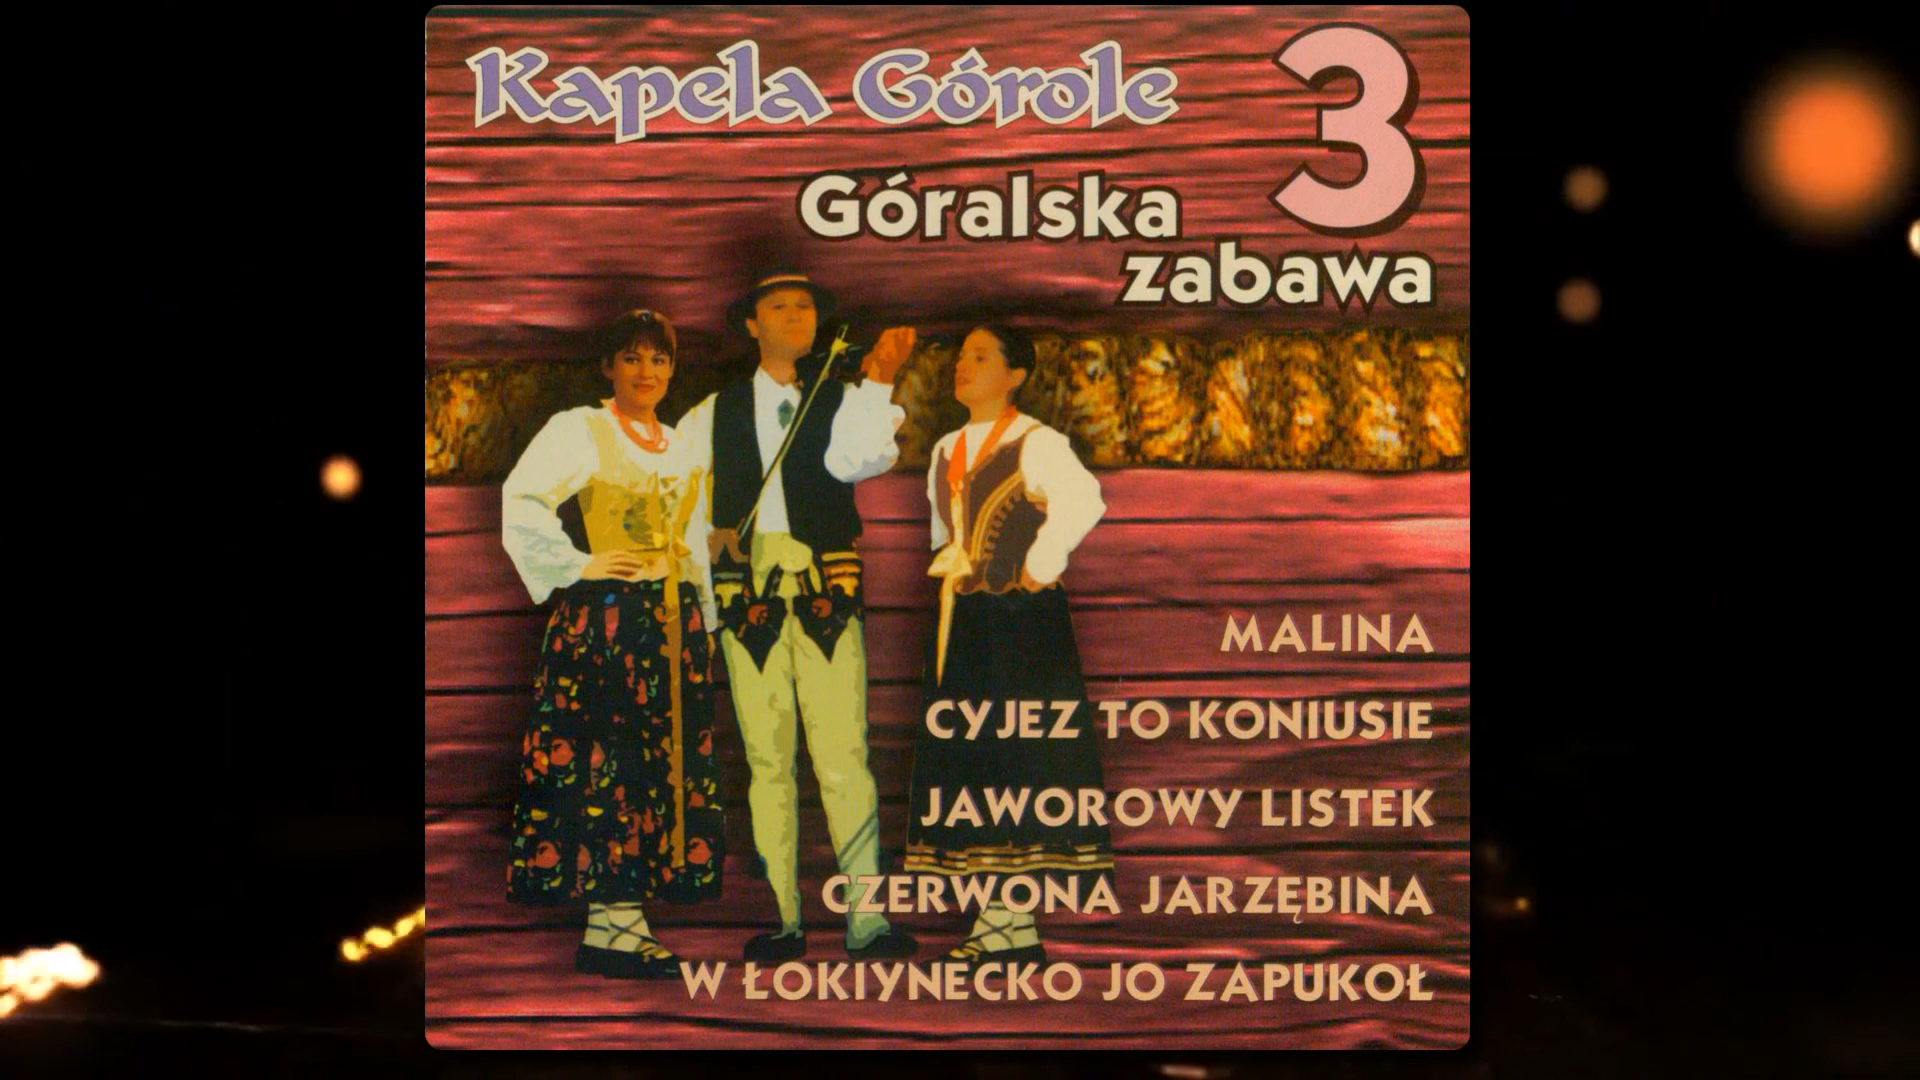 Kapela Górole
3
Góralska
zabawa
MALINA
CYJEZ TO KONIUSIE
JAWOROWY LISTEK
CZERWONA JARZĘBINA
W ŁOKIYNECKO JO ZAPUKOŁ